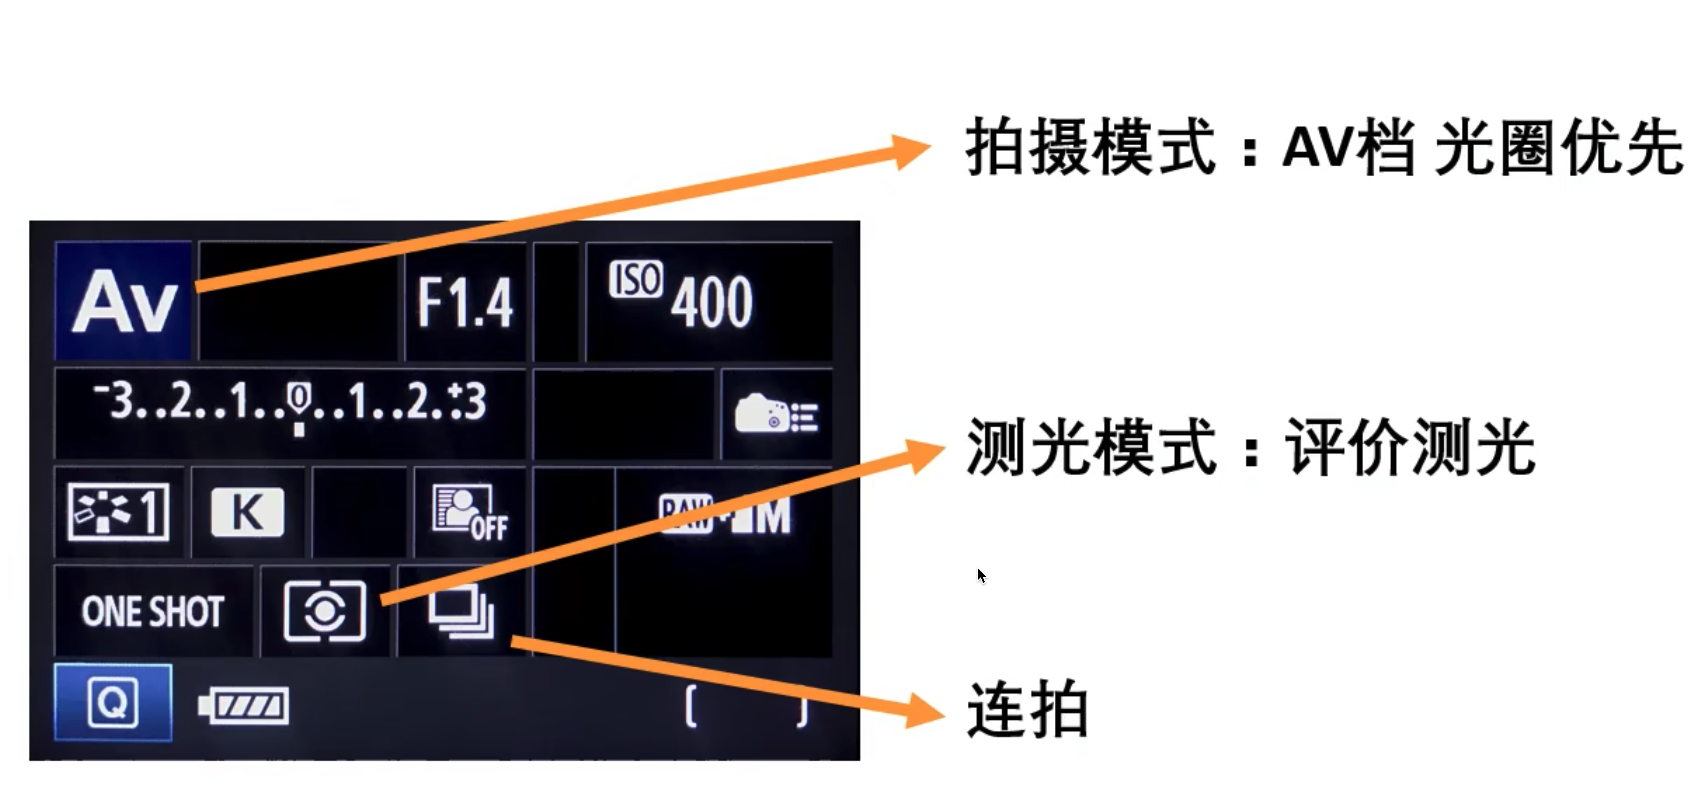 拍摄模式：AV档 光圈优先
Av F1.4 ISO 400
-3..2..1..0..1..2..+3
1 K OFF RAW+ M
测光模式：评价测光
ONE SHOT
Q [ ]
连拍